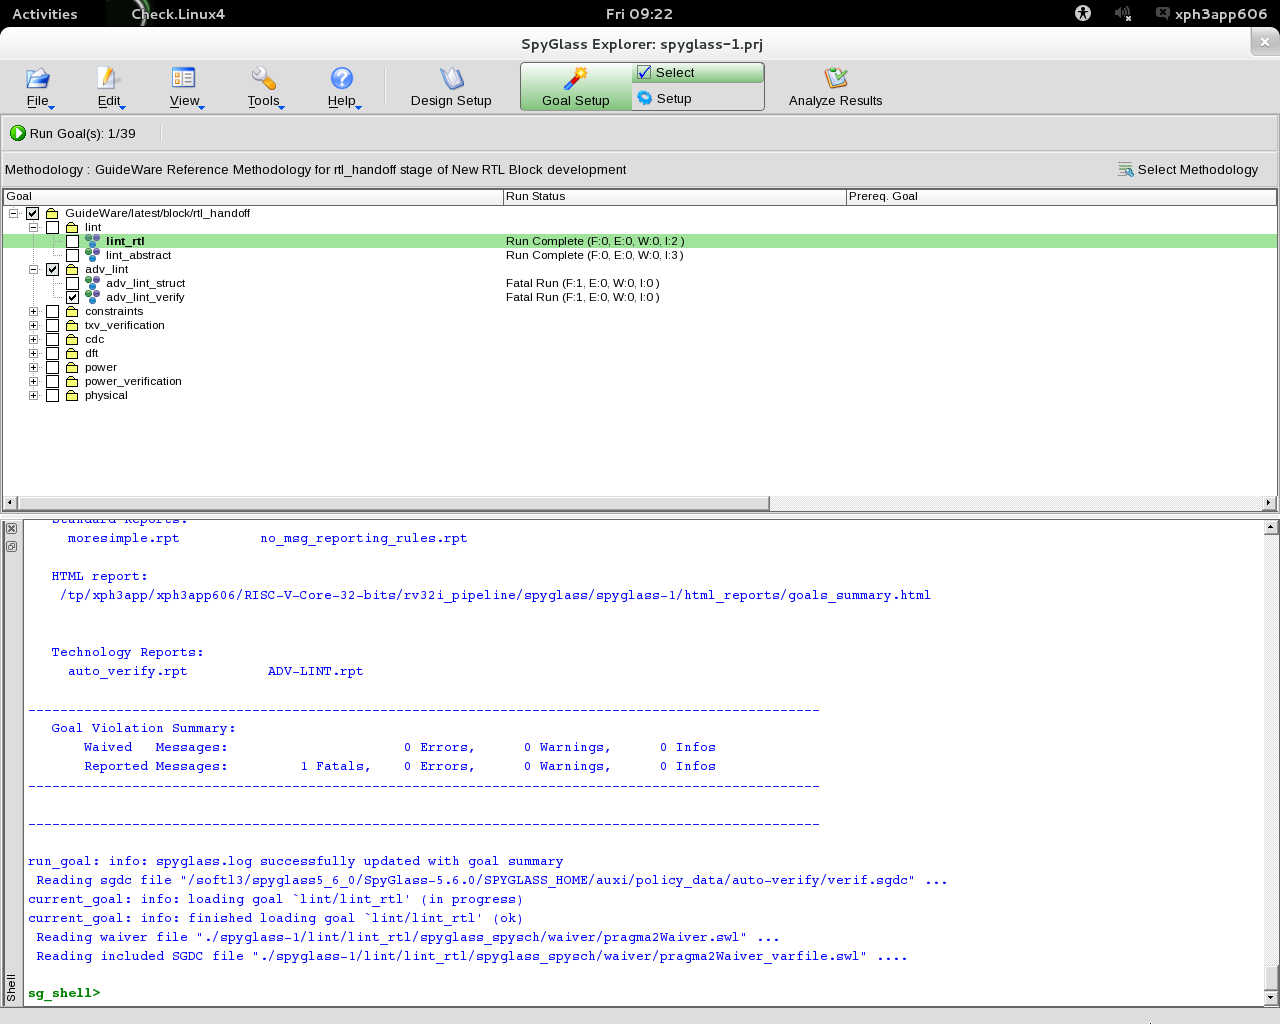 Activities Check.Linux4 Fri 09:22 xph3app606
SpyGlass Explorer: spyglass-1.prj
File Edit View Tools Help Design Setup Goal Setup Select Setup Analyze Results
Run Goal(s): 1/39
Methodology : GuideWare Reference Methodology for rtl_handoff stage of New RTL Block development Select Methodology
Goal Run Status Prereq. Goal
GuideWare/latest/block/rtl_handoff
lint
lint_rtl Run Complete (F:0, E:0, W:0, I:2 )
lint_abstract Run Complete (F:0, E:0, W:0, I:3 )
adv_lint
adv_lint_struct Fatal Run (F:1, E:0, W:0, I:0 )
adv_lint_verify Fatal Run (F:1, E:0, W:0, I:0 )
constraints
txv_verification
cdc
dft
power
power_verification
physical
Standard Reports:
moresimple.rpt no_msg_reporting_rules.rpt
HTML report:
/tp/xph3app/xph3app606/RISC-V-Core-32-bits/rv32i_pipeline/spyglass/spyglass-1/html_reports/goals_summary.html
Technology Reports:
auto_verify.rpt ADV-LINT.rpt
---------------------------------------------------------------------------------------------------
Goal Violation Summary:
Waived Messages: 0 Errors, 0 Warnings, 0 Infos
Reported Messages: 1 Fatals, 0 Errors, 0 Warnings, 0 Infos
---------------------------------------------------------------------------------------------------
---------------------------------------------------------------------------------------------------
run_goal: info: spyglass.log successfully updated with goal summary
Reading sgdc file "/softl3/spyglass5_6_0/SpyGlass-5.6.0/SPYGLASS_HOME/auxi/policy_data/auto-verify/verif.sgdc" ...
current_goal: info: loading goal `lint/lint_rtl' (in progress)
current_goal: info: finished loading goal `lint/lint_rtl' (ok)
Reading waiver file "./spyglass-1/lint/lint_rtl/spyglass_spysch/waiver/pragma2Waiver.swl" ...
Reading included SGDC file "./spyglass-1/lint/lint_rtl/spyglass_spysch/waiver/pragma2Waiver_varfile.swl" ....
sg_shell>
Shell